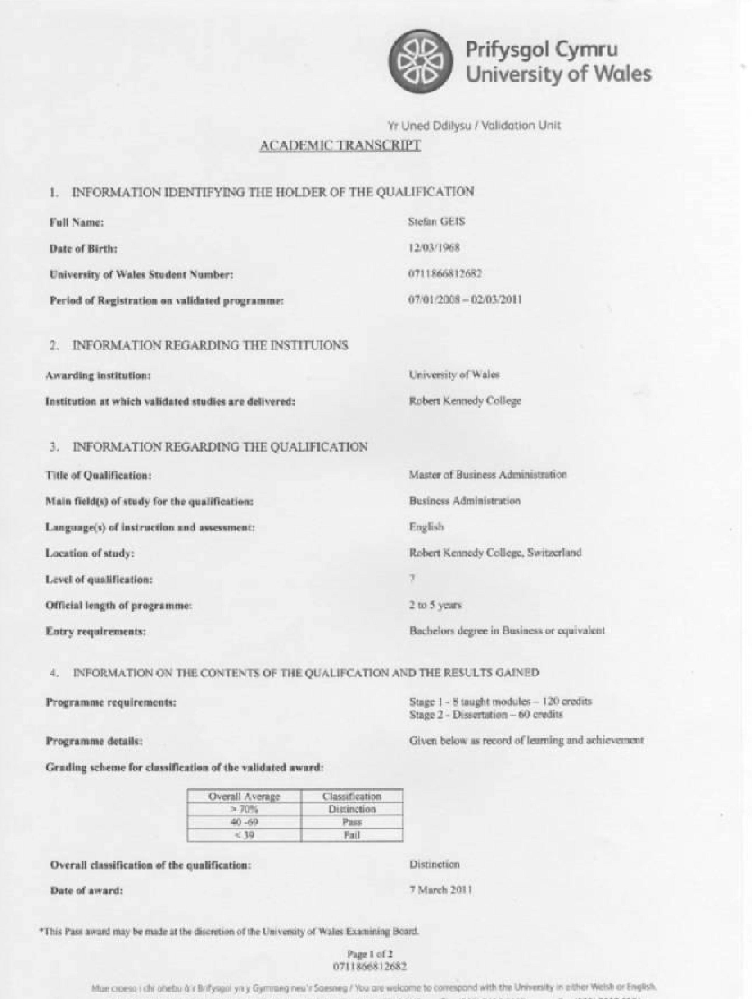 Prifysgol Cymru
University of Wales
Yr Uned Ddilysu / Validation Unit
ACADEMIC TRANSCRIPT
1. INFORMATION IDENTIFYING THE HOLDER OF THE QUALIFICATION
Full Name: Stefan GEIS
Date of Birth: 12/03/1968
University of Wales Student Number: 0711866812682
Period of Registration on validated programme: 07/01/2008 – 02/03/2011
2. INFORMATION REGARDING THE INSTITUIONS
Awarding institution: University of Wales
Institution at which validated studies are delivered: Robert Kennedy College
3. INFORMATION REGARDING THE QUALIFICATION
Title of Qualification: Master of Business Administration
Main field(s) of study for the qualification: Business Administration
Language(s) of instruction and assessment: English
Location of study: Robert Kennedy College, Switzerland
Level of qualification: 7
Official length of programme: 2 to 5 years
Entry requirements: Bachelors degree in Business or equivalent
4. INFORMATION ON THE CONTENTS OF THE QUALIFCATION AND THE RESULTS GAINED
Programme requirements: Stage 1 - 8 taught modules – 120 credits
Stage 2 - Dissertation – 60 credits
Programme details: Given below as record of learning and achievement
Grading scheme for classification of the validated award:
Overall Average Classification
> 70% Distinction
40 -69 Pass
< 39 Fail
Overall classification of the qualification: Distinction
Date of award: 7 March 2011
*This Pass award may be made at the discretion of the University of Wales Examining Board.
Page 1 of 2
0711866812682
Mae croeso i chi ohebu â'r Brifysgol yn y Gymraeg neu'r Saesneg / You are welcome to correspond with the University in either Welsh or English.